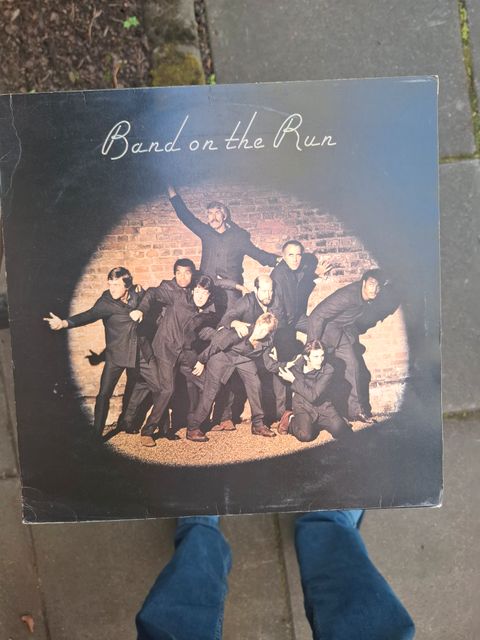 Band on the Run